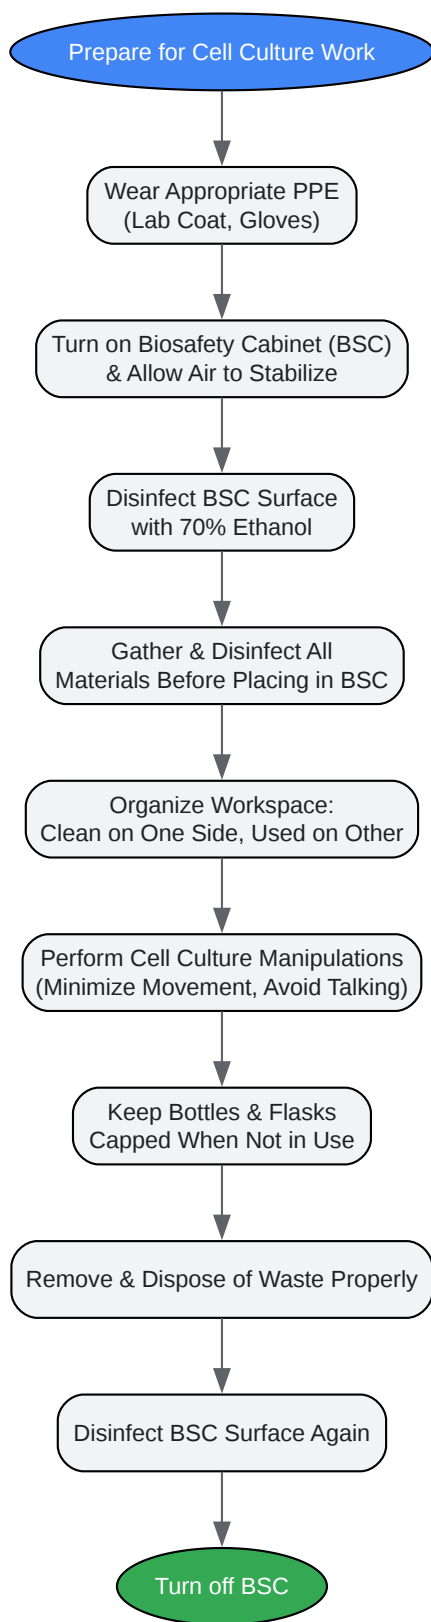 Prepare for Cell Culture Work
Wear Appropriate PPE
(Lab Coat, Gloves)
Turn on Biosafety Cabinet (BSC)
& Allow Air to Stabilize
Disinfect BSC Surface
with 70% Ethanol
Gather & Disinfect All
Materials Before Placing in BSC
Organize Workspace:
Clean on One Side, Used on Other
Perform Cell Culture Manipulations
(Minimize Movement, Avoid Talking)
Keep Bottles & Flasks
Capped When Not in Use
Remove & Dispose of Waste Properly
Disinfect BSC Surface Again
Turn off BSC